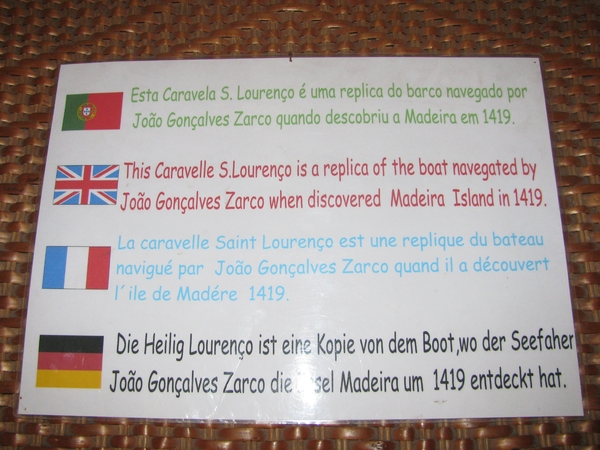 Esta Caravela S. Lourenço é uma replica do barco navegado por
João Gonçalves Zarco quando descobriu a Madeira em 1419.
This Caravelle S.Lourenço is a replica of the boat navegated by
João Gonçalves Zarco when discovered Madeira Island in 1419.
La caravelle Saint Lourenço est une replique du bateau
navigué par João Gonçalves Zarco quand il a découvert
l´ile de Madére 1419.
Die Heilig Lourenço ist eine Kopie von dem Boot,wo der Seefaher
João Gonçalves Zarco die Insel Madeira um 1419 entdeckt hat.